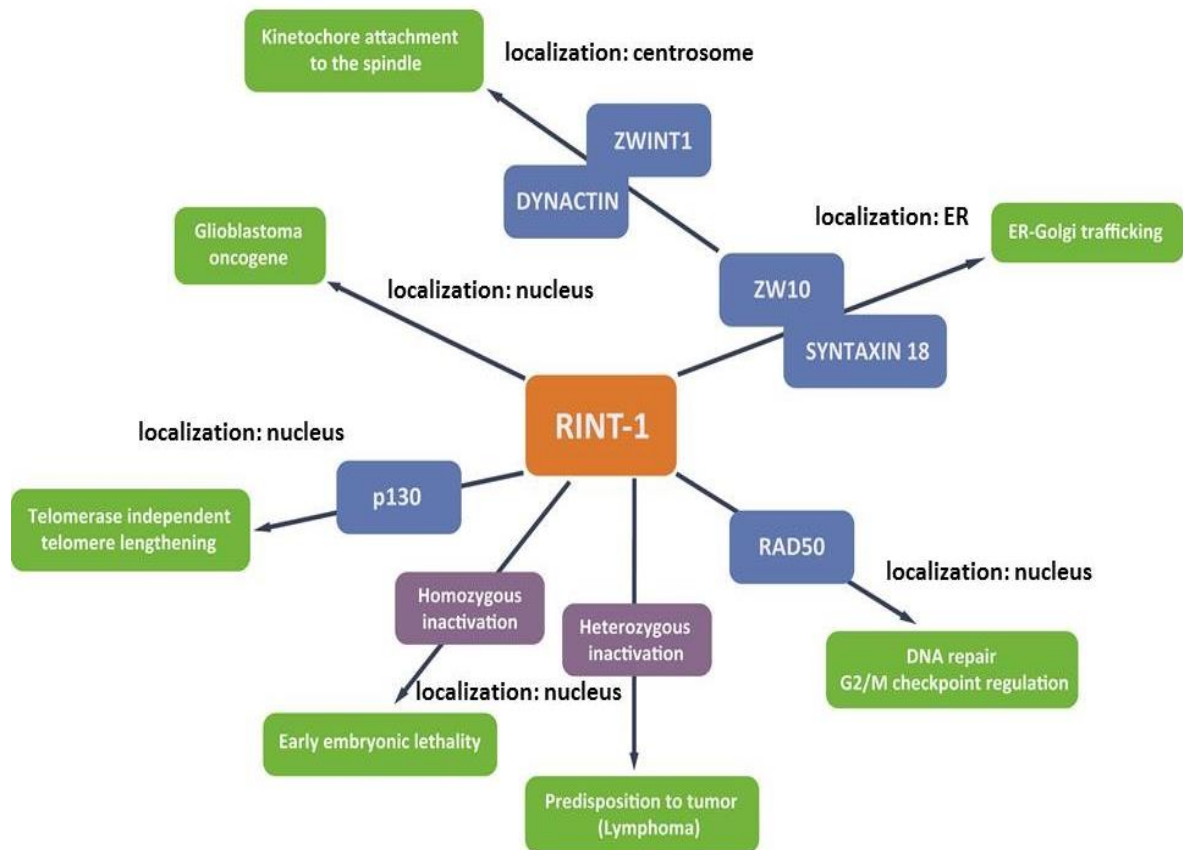 Kinetochore attachment
to the spindle
localization: centrosome
ZWINT1
DYNACTIN
localization: ER
ER-Golgi trafficking
Glioblastoma
oncogene
localization: nucleus
ZW10
SYNTAXIN 18
RINT-1
localization: nucleus
p130
Telomerase independent
telomere lengthening
RAD50
localization: nucleus
Homozygous
inactivation
Heterozygous
inactivation
DNA repair
G2/M checkpoint regulation
localization: nucleus
Early embryonic lethality
Predisposition to tumor
(Lymphoma)